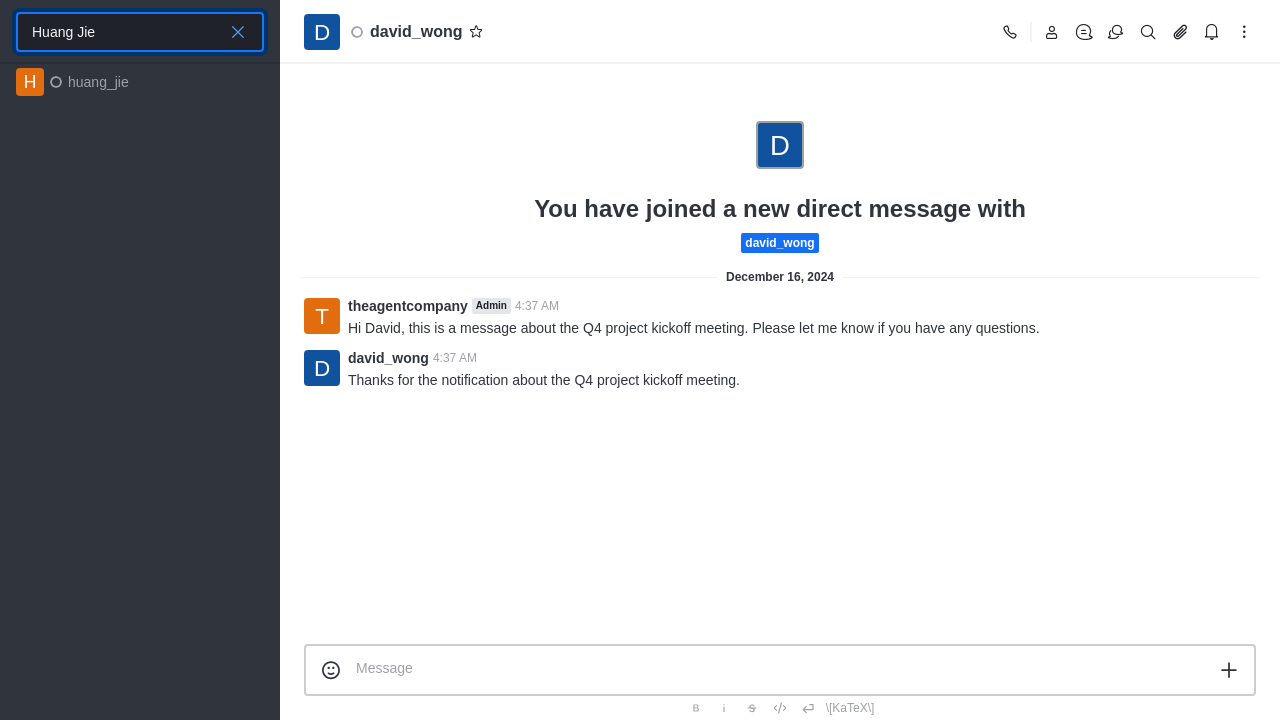 Huang Jie
H huang_jie
D david_wong
D
You have joined a new direct message with
david_wong
December 16, 2024
T theagentcompany Admin 4:37 AM
Hi David, this is a message about the Q4 project kickoff meeting. Please let me know if you have any questions.
D david_wong 4:37 AM
Thanks for the notification about the Q4 project kickoff meeting.
Message
B i S \[KaTeX\]